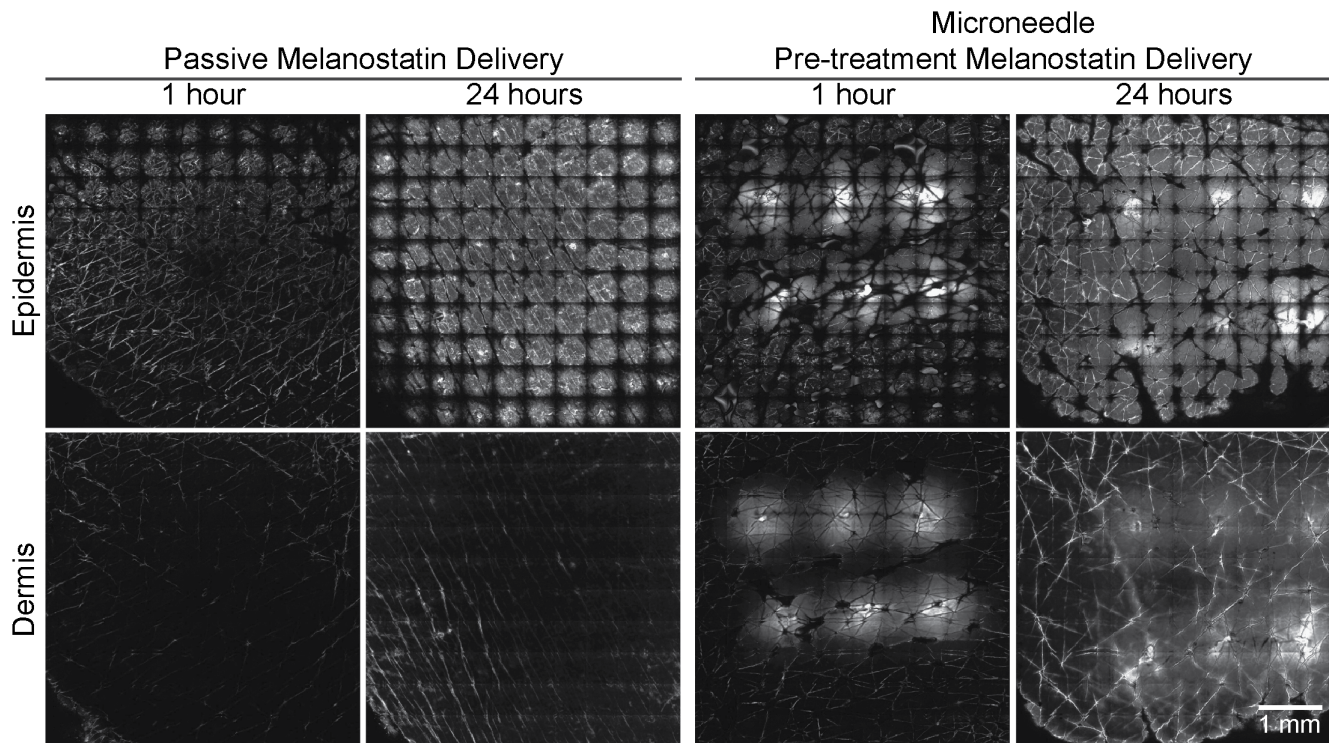 Microneedle
Passive Melanostatin Delivery
Pre-treatment Melanostatin Delivery
1 hour
24 hours
1 hour
24 hours
Epidermis
Dermis
1 mm